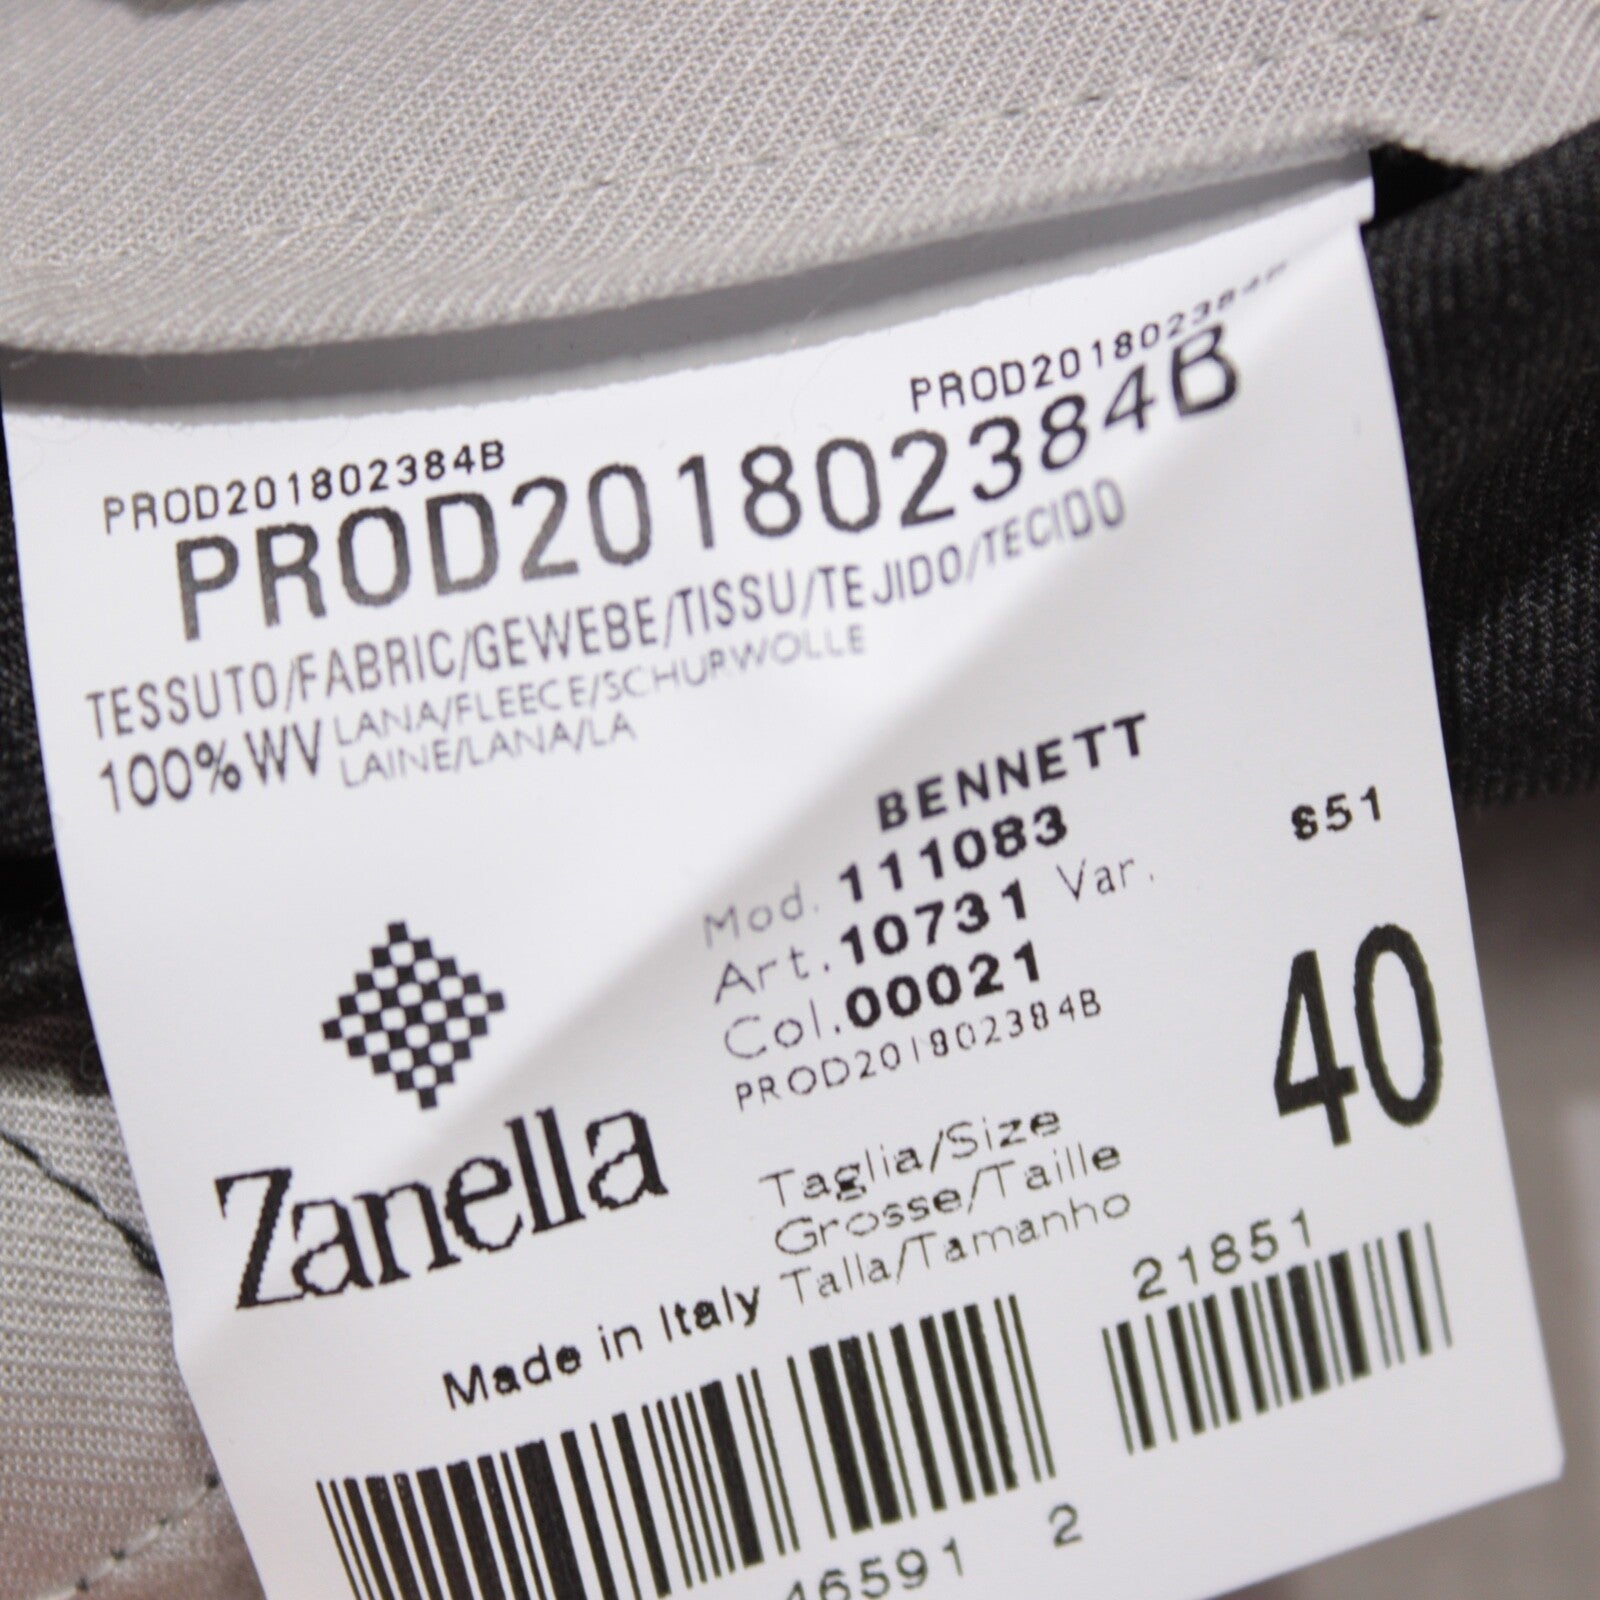 PROD201802384B
PROD201802384B
PROD201802384B
TESSUTO/FABRIC/GEWEBE/TISSU/TEJIDO/TECIDO
100% WV LANA/FLEECE/SCHURWOLLE
LAINE/LANA/LA
BENNETT
Mod. 111083
S51
Art. 10731 Var.
Col. 00021
PROD201802384B
40
Zanella
Taglia/Size
Grosse/Taille
Talla/Tamanho
Made in Italy
21851
46591 2